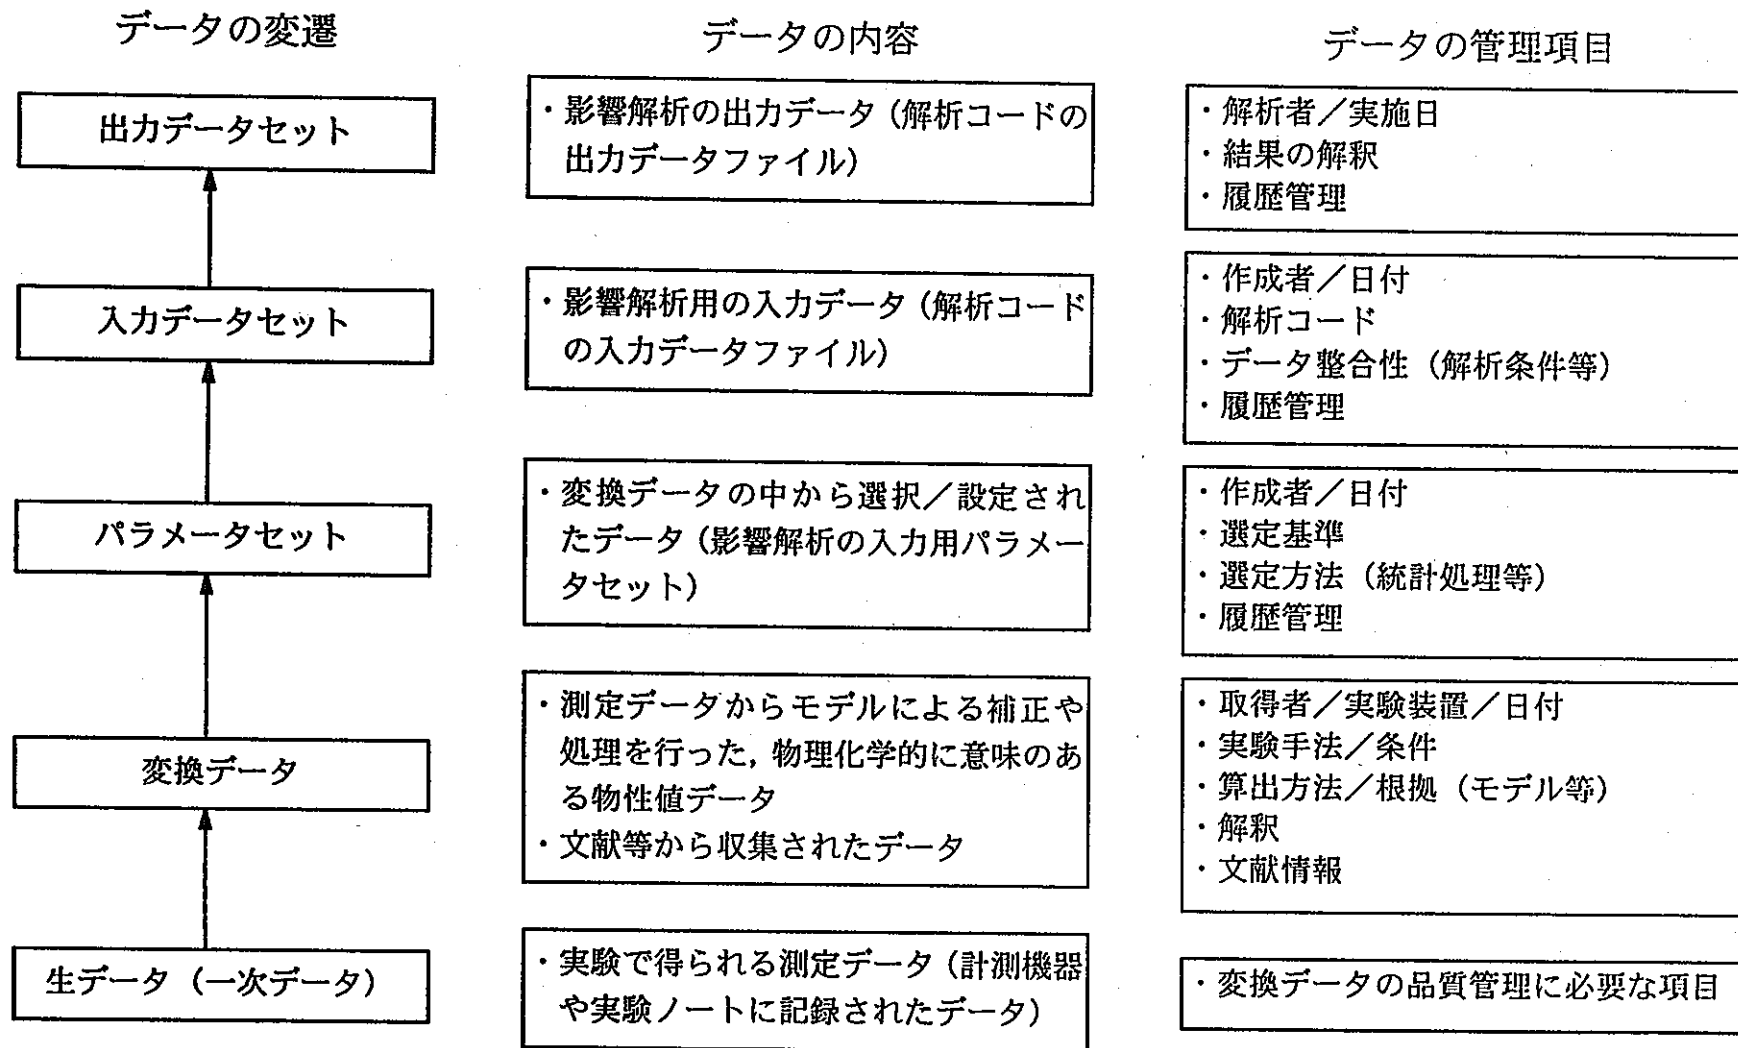 データの変遷
データの内容
データの管理項目
出力データセット
・影響解析の出力データ（解析コードの
出力データファイル）
・解析者／実施日
・結果の解釈
・履歴管理
入力データセット
・影響解析用の入力データ（解析コード
の入力データファイル）
・作成者／日付
・解析コード
・データ整合性（解析条件等）
・履歴管理
パラメータセット
・変換データの中から選択／設定され
たデータ（影響解析の入力用パラメー
タセット）
・作成者／日付
・選定基準
・選定方法（統計処理等）
・履歴管理
変換データ
・測定データからモデルによる補正や
処理を行った，物理化学的に意味のあ
る物性値データ
・文献等から収集されたデータ
・取得者／実験装置／日付
・実験手法／条件
・算出方法／根拠（モデル等）
・解釈
・文献情報
生データ（一次データ）
・実験で得られる測定データ（計測機器
や実験ノートに記録されたデータ）
・変換データの品質管理に必要な項目